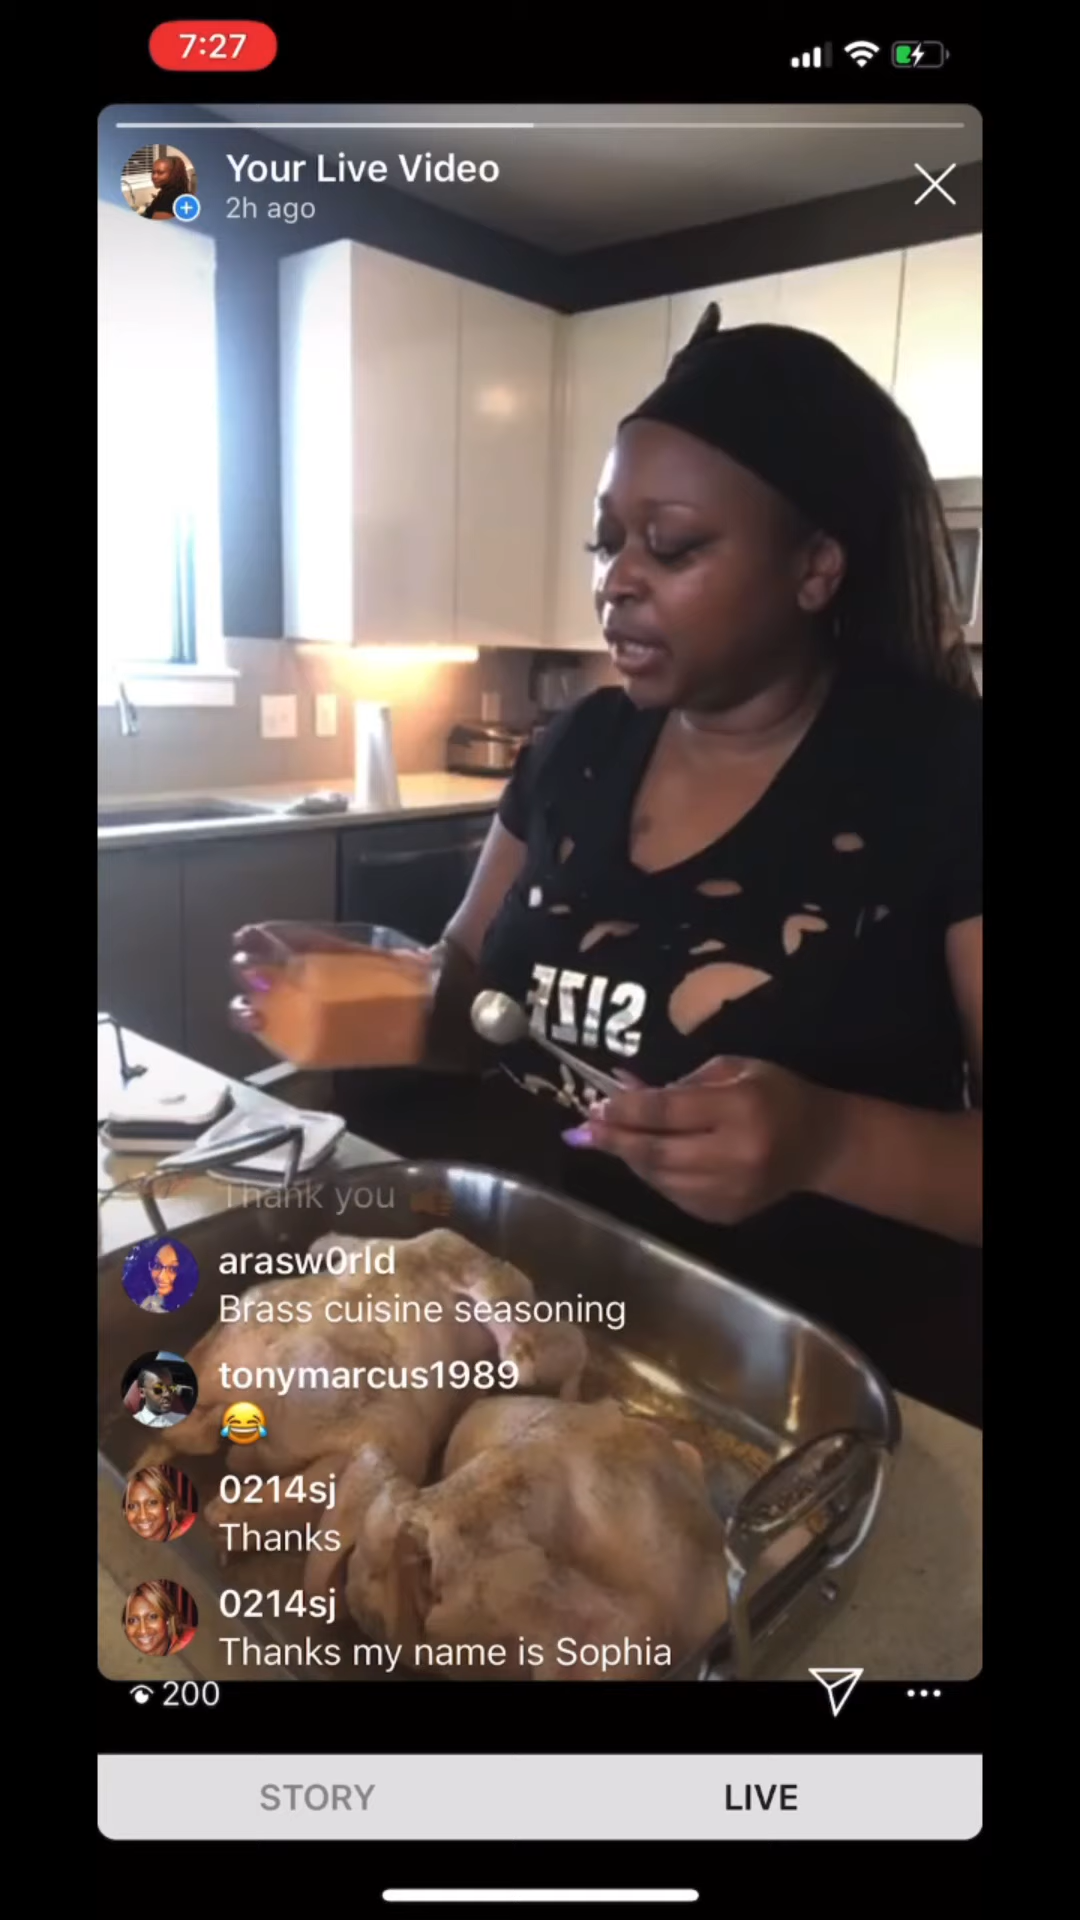 7:27
Your Live Video
2h ago
SIZE
Thank you
arasw0rld
Brass cuisine seasoning
tonymarcus1989
😂
0214sj
Thanks
0214sj
Thanks my name is Sophia
200
STORY
LIVE